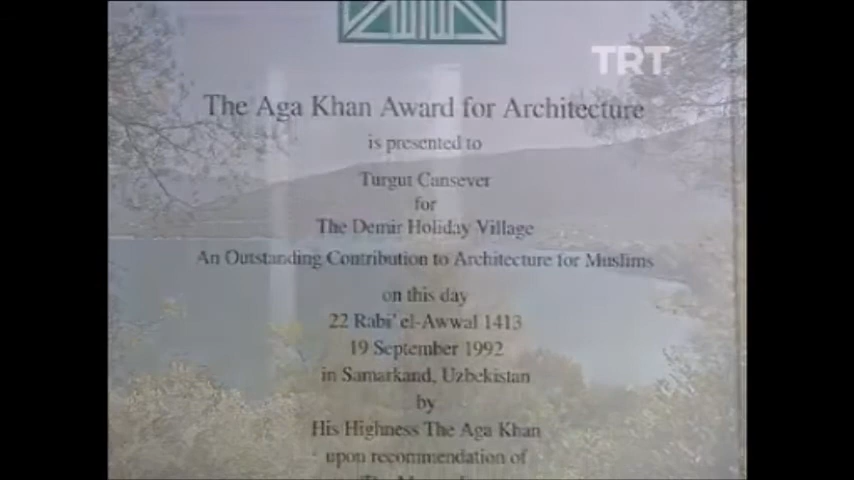 TRT
The Aga Khan Award for Architecture
is presented to
Turgut Cansever
for
The Demir Holiday Village
An Outstanding Contribution to Architecture for Muslims
on this day
22 Rabi' el-Awwal 1413
19 September 1992
in Samarkand, Uzbekistan
by
His Highness The Aga Khan
upon recommendation of